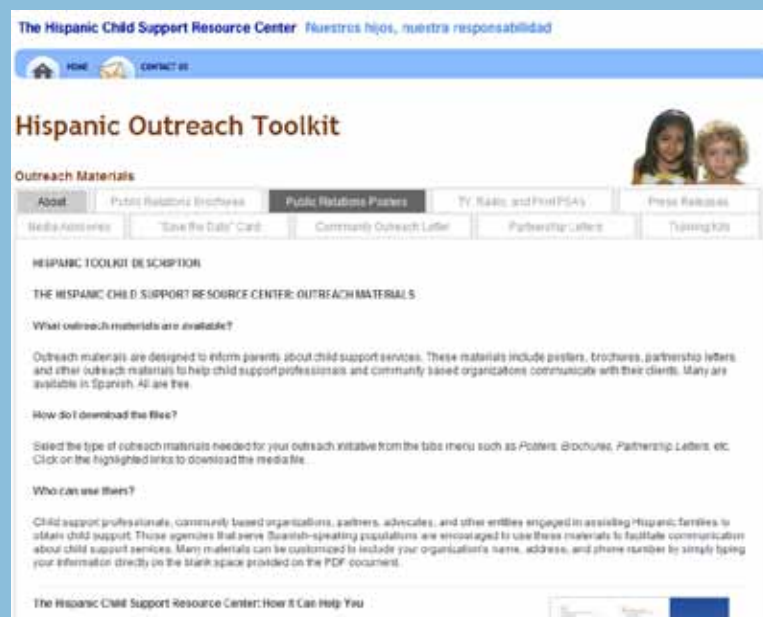 The Hispanic Child Support Resource Center Nuestros hijos, nuestra responsabilidad
HOME CONTACT US
Hispanic Outreach Toolkit
Outreach Materials
About Public Relations Brochures Public Relations Posters TV, Radio, and Print PSAs Press Releases
Media Advisories "Save the Date" Card Community Outreach Letter Partnership Letters Training Kits
HISPANIC TOOLKIT DESCRIPTION
THE HISPANIC CHILD SUPPORT RESOURCE CENTER: OUTREACH MATERIALS
What outreach materials are available?
Outreach materials are designed to inform parents about child support services. These materials include posters, brochures, partnership letters
and other outreach materials to help child support professionals and community based organizations communicate with their clients. Many are
available in Spanish. All are free.
How do I download the files?
Select the type of outreach materials needed for your outreach initiative from the tabs menu such as Posters, Brochures, Partnership Letters, etc.
Click on the highlighted links to download the media file.
Who can use them?
Child support professionals, community based organizations, partners, advocates, and other entities engaged in assisting Hispanic families to
obtain child support. Those agencies that serve Spanish-speaking populations are encouraged to use these materials to facilitate communication
about child support services. Many materials can be customized to include your organization's name, address, and phone number by simply typing
your information directly on the blank space provided on the PDF document.
The Hispanic Child Support Resource Center: How It Can Help You